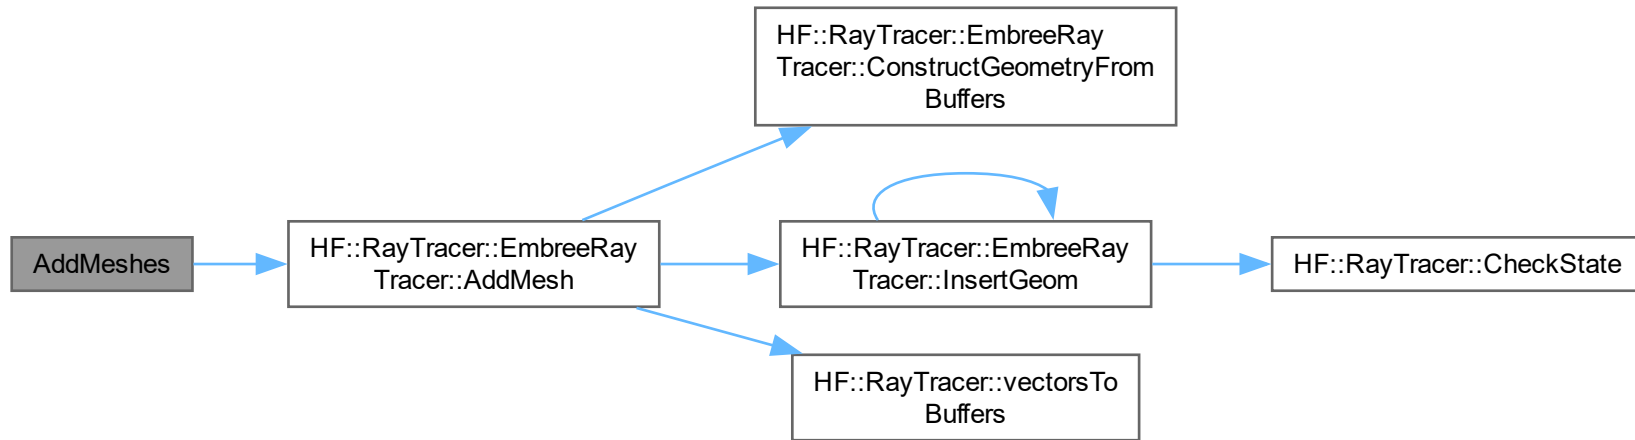 HF::RayTracer::EmbreeRay
Tracer::ConstructGeometryFrom
Buffers
AddMeshes
HF::RayTracer::EmbreeRay
Tracer::AddMesh
HF::RayTracer::EmbreeRay
Tracer::InsertGeom
HF::RayTracer::CheckState
HF::RayTracer::vectorsTo
Buffers